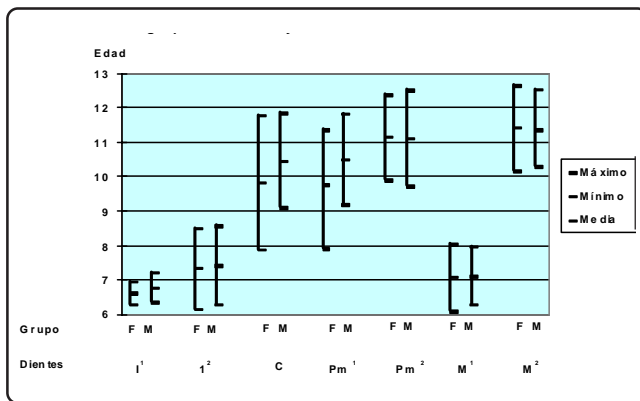 Edad
13
12
11
10
9
8
7
6
Máximo
Mínimo
Media
Grupo F M F M F M F M F M F M F M
Dientes I¹ 1² C Pm¹ Pm² M¹ M²